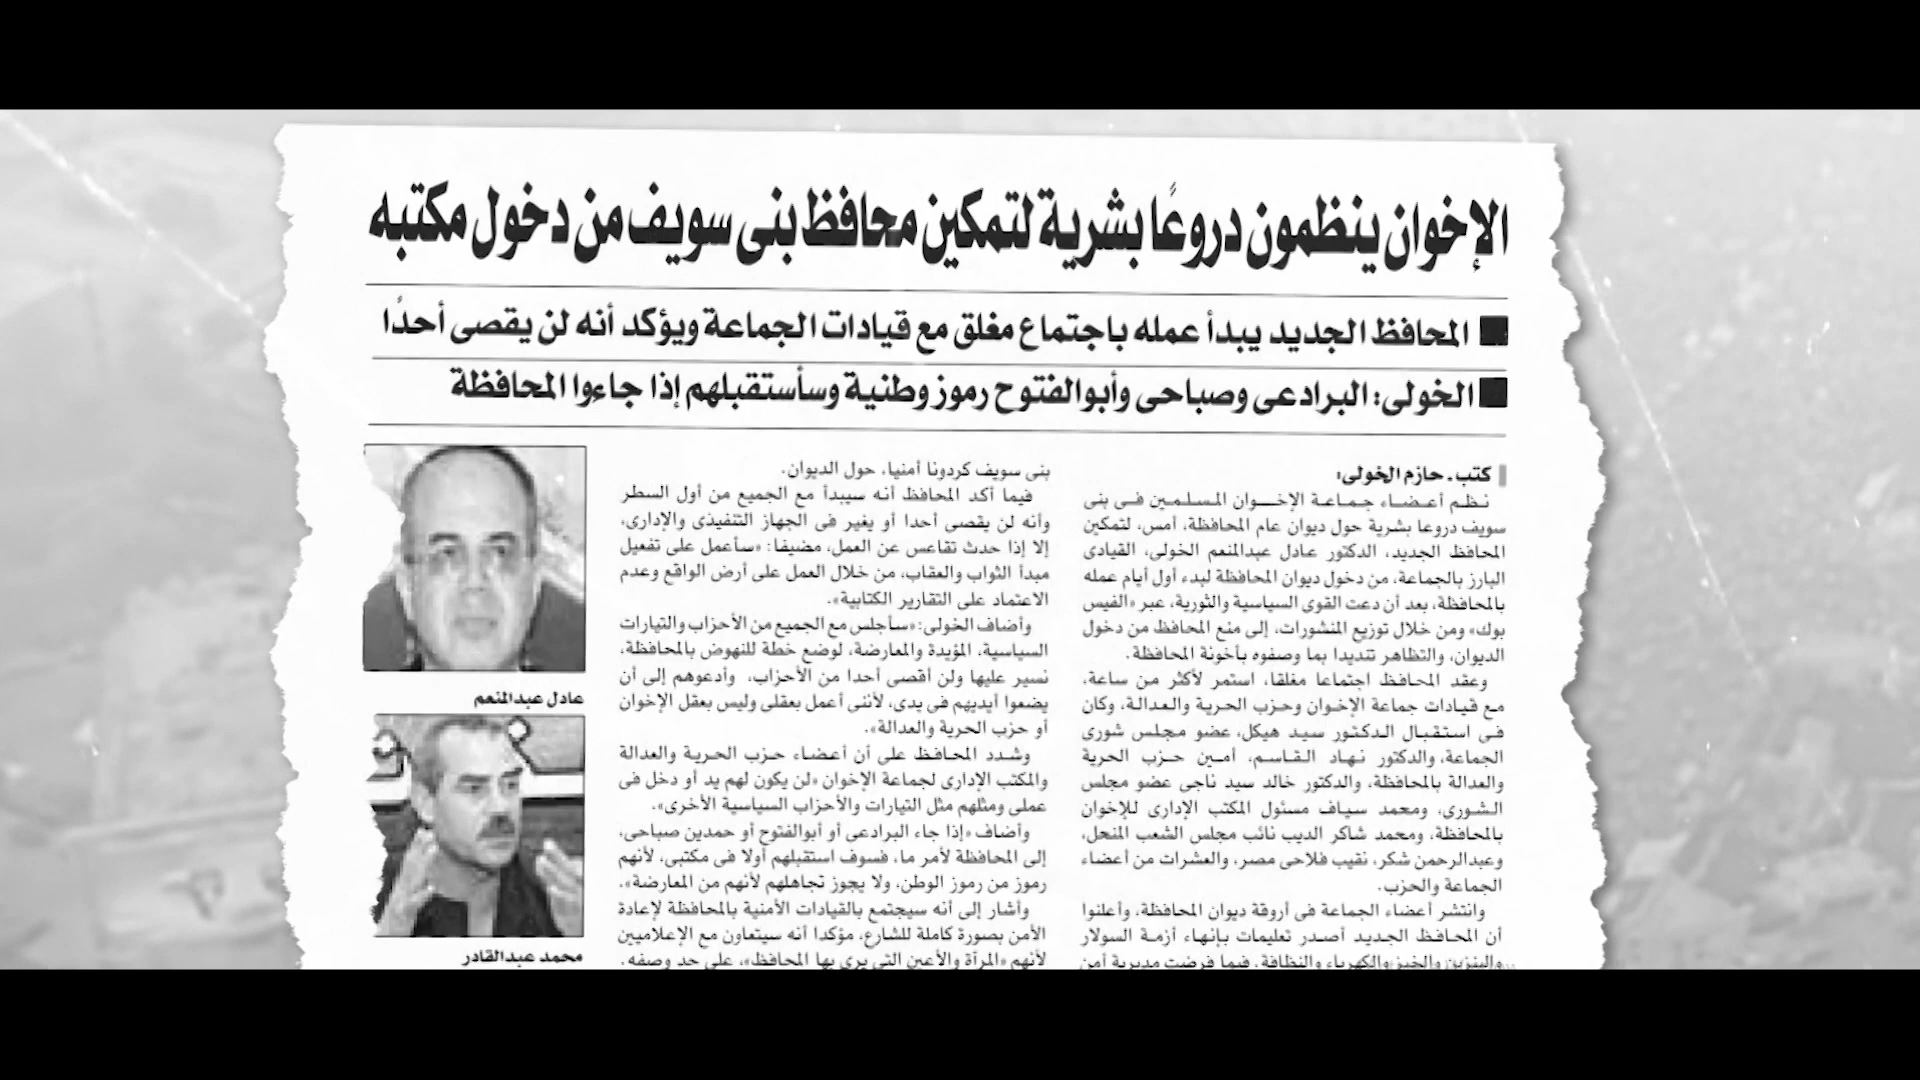 الإخوان ينظمون دروعًا بشرية لتمكين محافظ بنى سويف من دخول مكتبه
المحافظ الجديد يبدأ عمله باجتماع مغلق مع قيادات الجماعة ويؤكد أنه لن يقصى أحدًا
الخولى: البرادعى وصباحى وأبوالفتوح رموز وطنية وسأستقبلهم إذا جاءوا المحافظة
كتب ـ حازم الخولى:
نظم أعضاء جماعة الإخوان المسلمين فى بنى
سويف دروعا بشرية حول ديوان عام المحافظة، أمس، لتمكين
المحافظ الجديد، الدكتور عادل عبدالمنعم الخولى، القيادى
البارز بالجماعة، من دخول ديوان المحافظة لبدء أول أيام عمله
بالمحافظة، بعد أن دعت القوى السياسية والثورية، عبر «الفيس
بوك» ومن خلال توزيع المنشورات، إلى منع المحافظ من دخول
الديوان، والتظاهر تنديدا بما وصفوه بأخونة المحافظة.
وعقد المحافظ اجتماعا مغلقا، استمر لأكثر من ساعة،
مع قيادات جماعة الإخوان وحزب الحرية والعدالة، وكان
فى استقبال الدكتور سيد هيكل، عضو مجلس شورى
الجماعة، والدكتور نهاد القاسم، أمين حزب الحرية
والعدالة بالمحافظة، والدكتور خالد سيد ناجى عضو مجلس
الشورى، ومحمد سياف مسئول المكتب الإدارى للإخوان
بالمحافظة، ومحمد شاكر الديب نائب مجلس الشعب المنحل،
وعبدالرحمن شكر، نقيب فلاحى مصر، والعشرات من أعضاء
الجماعة والحزب.
وانتشر أعضاء الجماعة فى أروقة ديوان المحافظة، وأعلنوا
أن المحافظ الجديد أصدر تعليمات بإنهاء أزمة السولار
والبنزين والخبز والكهرباء والنظافة، فيما فرضت مديرية أمن
بنى سويف كردونا أمنيا، حول الديوان.
فيما أكد المحافظ أنه سيبدأ مع الجميع من أول السطر
وأنه لن يقصى أحدا أو يغير فى الجهاز التنفيذى والإدارى،
إلا إذا حدث تقاعس عن العمل، مضيفا: «سأعمل على تفعيل
مبدأ الثواب والعقاب، من خلال العمل على أرض الواقع وعدم
الاعتماد على التقارير الكتابية».
وأضاف الخولى: «سأجلس مع الجميع من الأحزاب والتيارات
السياسية، المؤيدة والمعارضة، لوضع خطة للنهوض بالمحافظة،
نسير عليها ولن أقصى أحدا من الأحزاب، وأدعوهم إلى أن
يضعوا أيديهم فى يدى، لأننى أعمل بعقلى وليس بعقل الإخوان
أو حزب الحرية والعدالة».
وشدد المحافظ على أن أعضاء حزب الحرية والعدالة
والمكتب الإدارى لجماعة الإخوان «لن يكون لهم يد أو دخل فى
عملى ومثلهم مثل التيارات والأحزاب السياسية الأخرى».
وأضاف «إذا جاء البرادعى أو أبوالفتوح أو حمدين صباحى،
إلى المحافظة لأمر ما، فسوف استقبلهم أولا فى مكتبى، لأنهم
رموز من رموز الوطن، ولا يجوز تجاهلهم لأنهم من المعارضة».
وأشار إلى أنه سيجتمع بالقيادات الأمنية بالمحافظة لإعادة
الأمن بصورة كاملة للشارع، مؤكدا أنه سيتعاون مع الإعلاميين
لأنهم «المرآة والأعين التى يرى بها المحافظ»، على حد وصفه.
عادل عبدالمنعم
محمد عبدالقادر